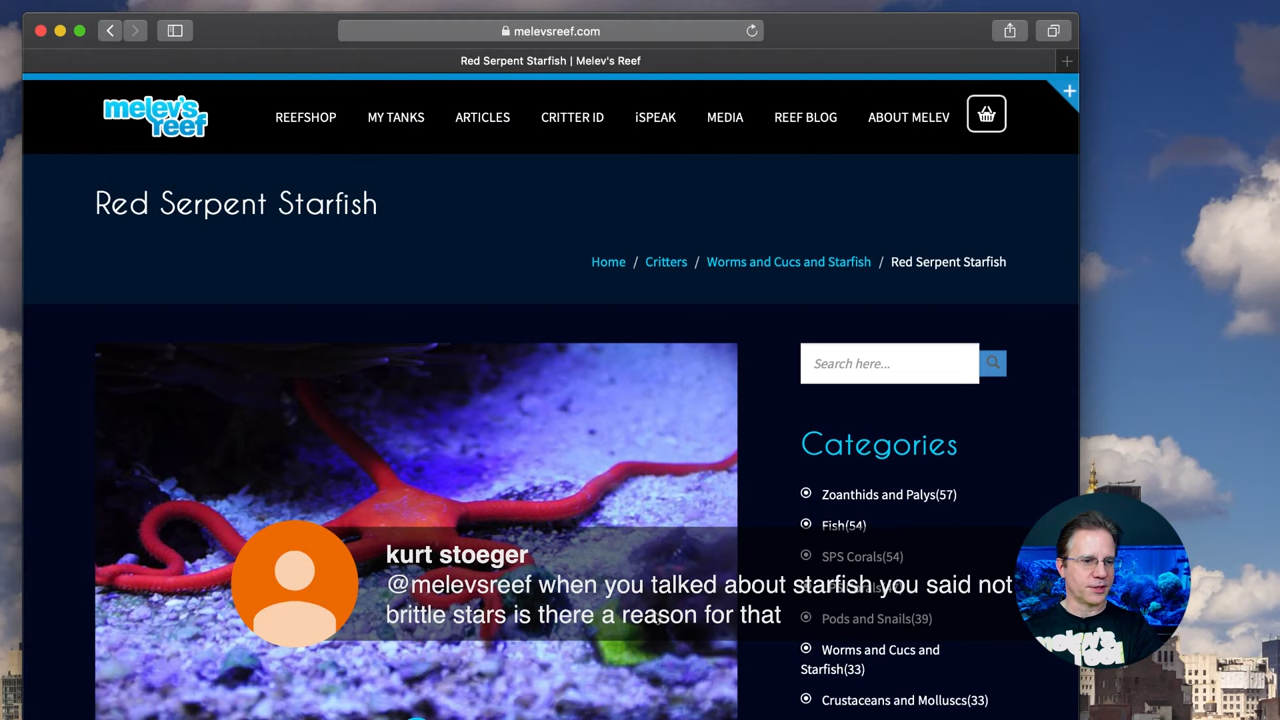 melevsreef.com
Red Serpent Starfish | Melev's Reef
melev's
reef
REEFSHOP
MY TANKS
ARTICLES
CRITTER ID
iSPEAK
MEDIA
REEF BLOG
ABOUT MELEV
Red Serpent Starfish
Home / Critters / Worms and Cucs and Starfish / Red Serpent Starfish
Search here...
Categories
Zoanthids and Palys(57)
Fish(54)
SPS Corals(54)
Pods and Snails(39)
Worms and Cucs and
Starfish(33)
Crustaceans and Molluscs(33)
kurt stoeger
@melevsreef when you talked about starfish you said not
brittle stars is there a reason for that
melev's
reef